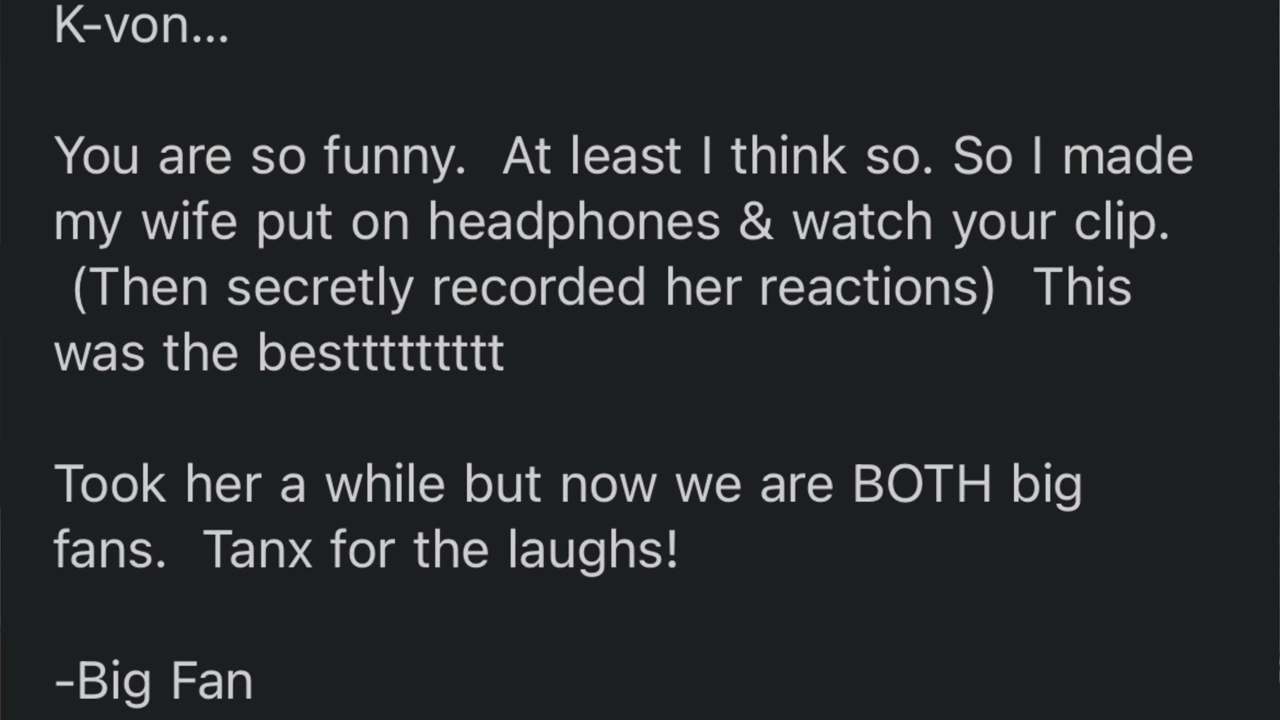 K-von...
You are so funny.  At least I think so. So I made
my wife put on headphones & watch your clip.
(Then secretly recorded her reactions)  This
was the besttttttttt
Took her a while but now we are BOTH big
fans.  Tanx for the laughs!
-Big Fan